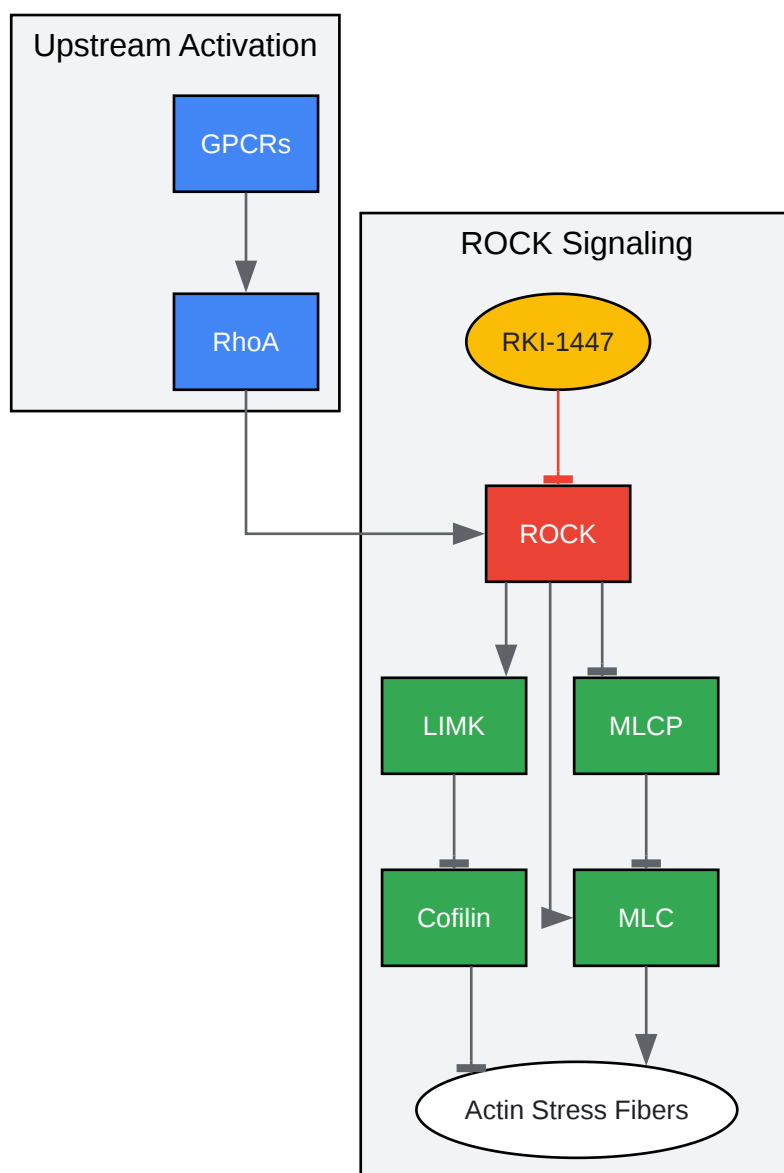 Upstream Activation
GPCRs
RhoA
ROCK Signaling
RKI-1447
ROCK
LIMK
MLCP
Cofilin
MLC
Actin Stress Fibers